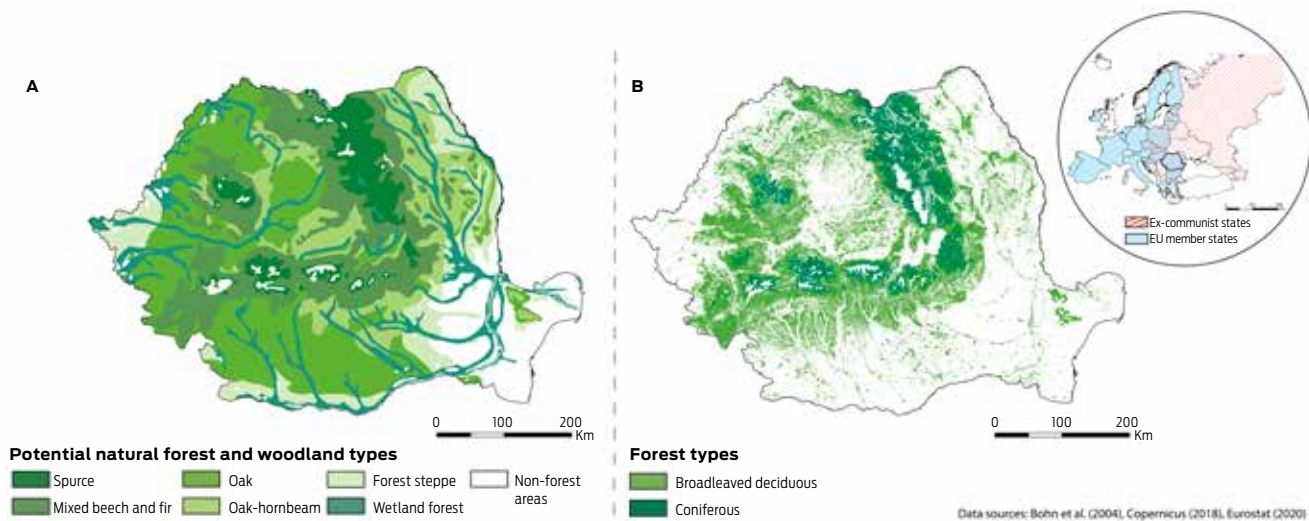 A
B
Ex-communist states
EU member states
0 100 200
Km
0 100 200
Km
Potential natural forest and woodland types
Spurce
Oak
Forest steppe
Non-forest
areas
Mixed beech and fir
Oak-hornbeam
Wetland forest
Forest types
Broadleaved deciduous
Coniferous
Data sources: Bohn et al. (2004), Copernicus (2018), Eurostat (2020)